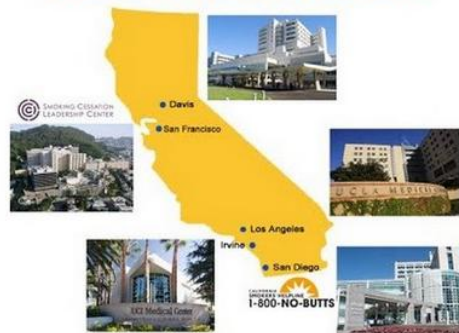 Davis
SMOKING CESSATION
LEADERSHIP CENTER
San Francisco
UCLA MEDICAL
Los Angeles
Irvine
San Diego
UCI Medical Center
CALIFORNIA
SMOKERS' HELPLINE
1-800-NO-BUTTS